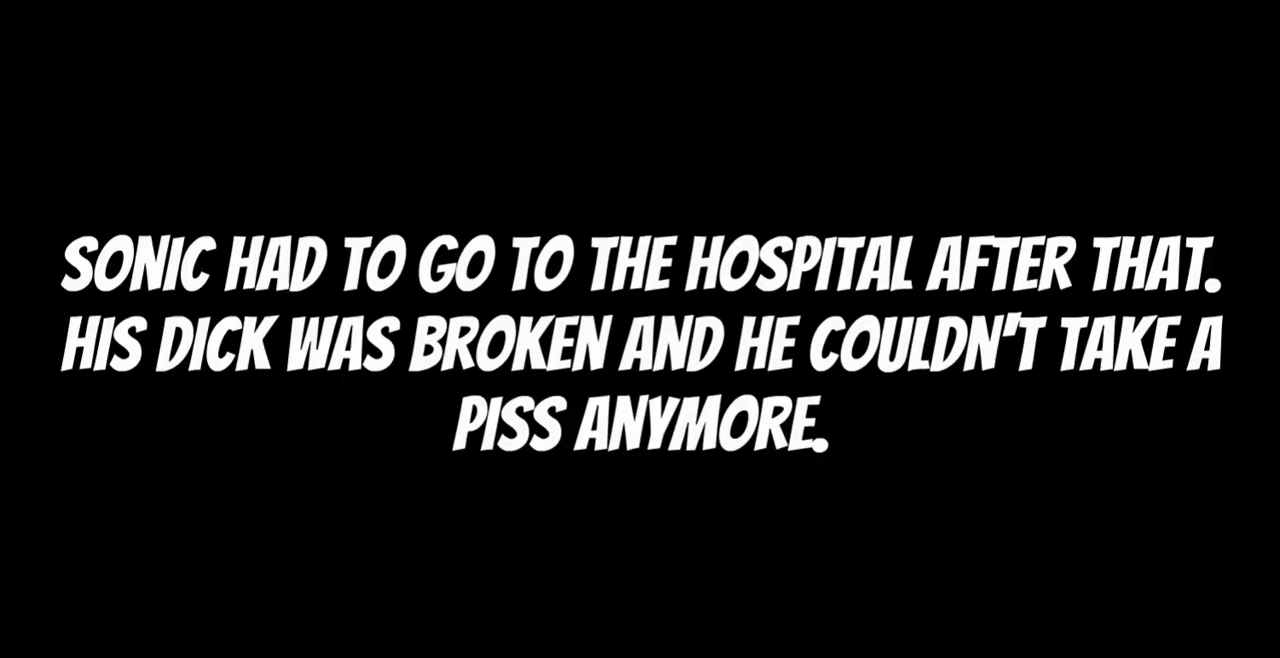 SONIC HAD TO GO TO THE HOSPITAL AFTER THAT.
HIS DICK WAS BROKEN AND HE COULDN'T TAKE A
PISS ANYMORE.